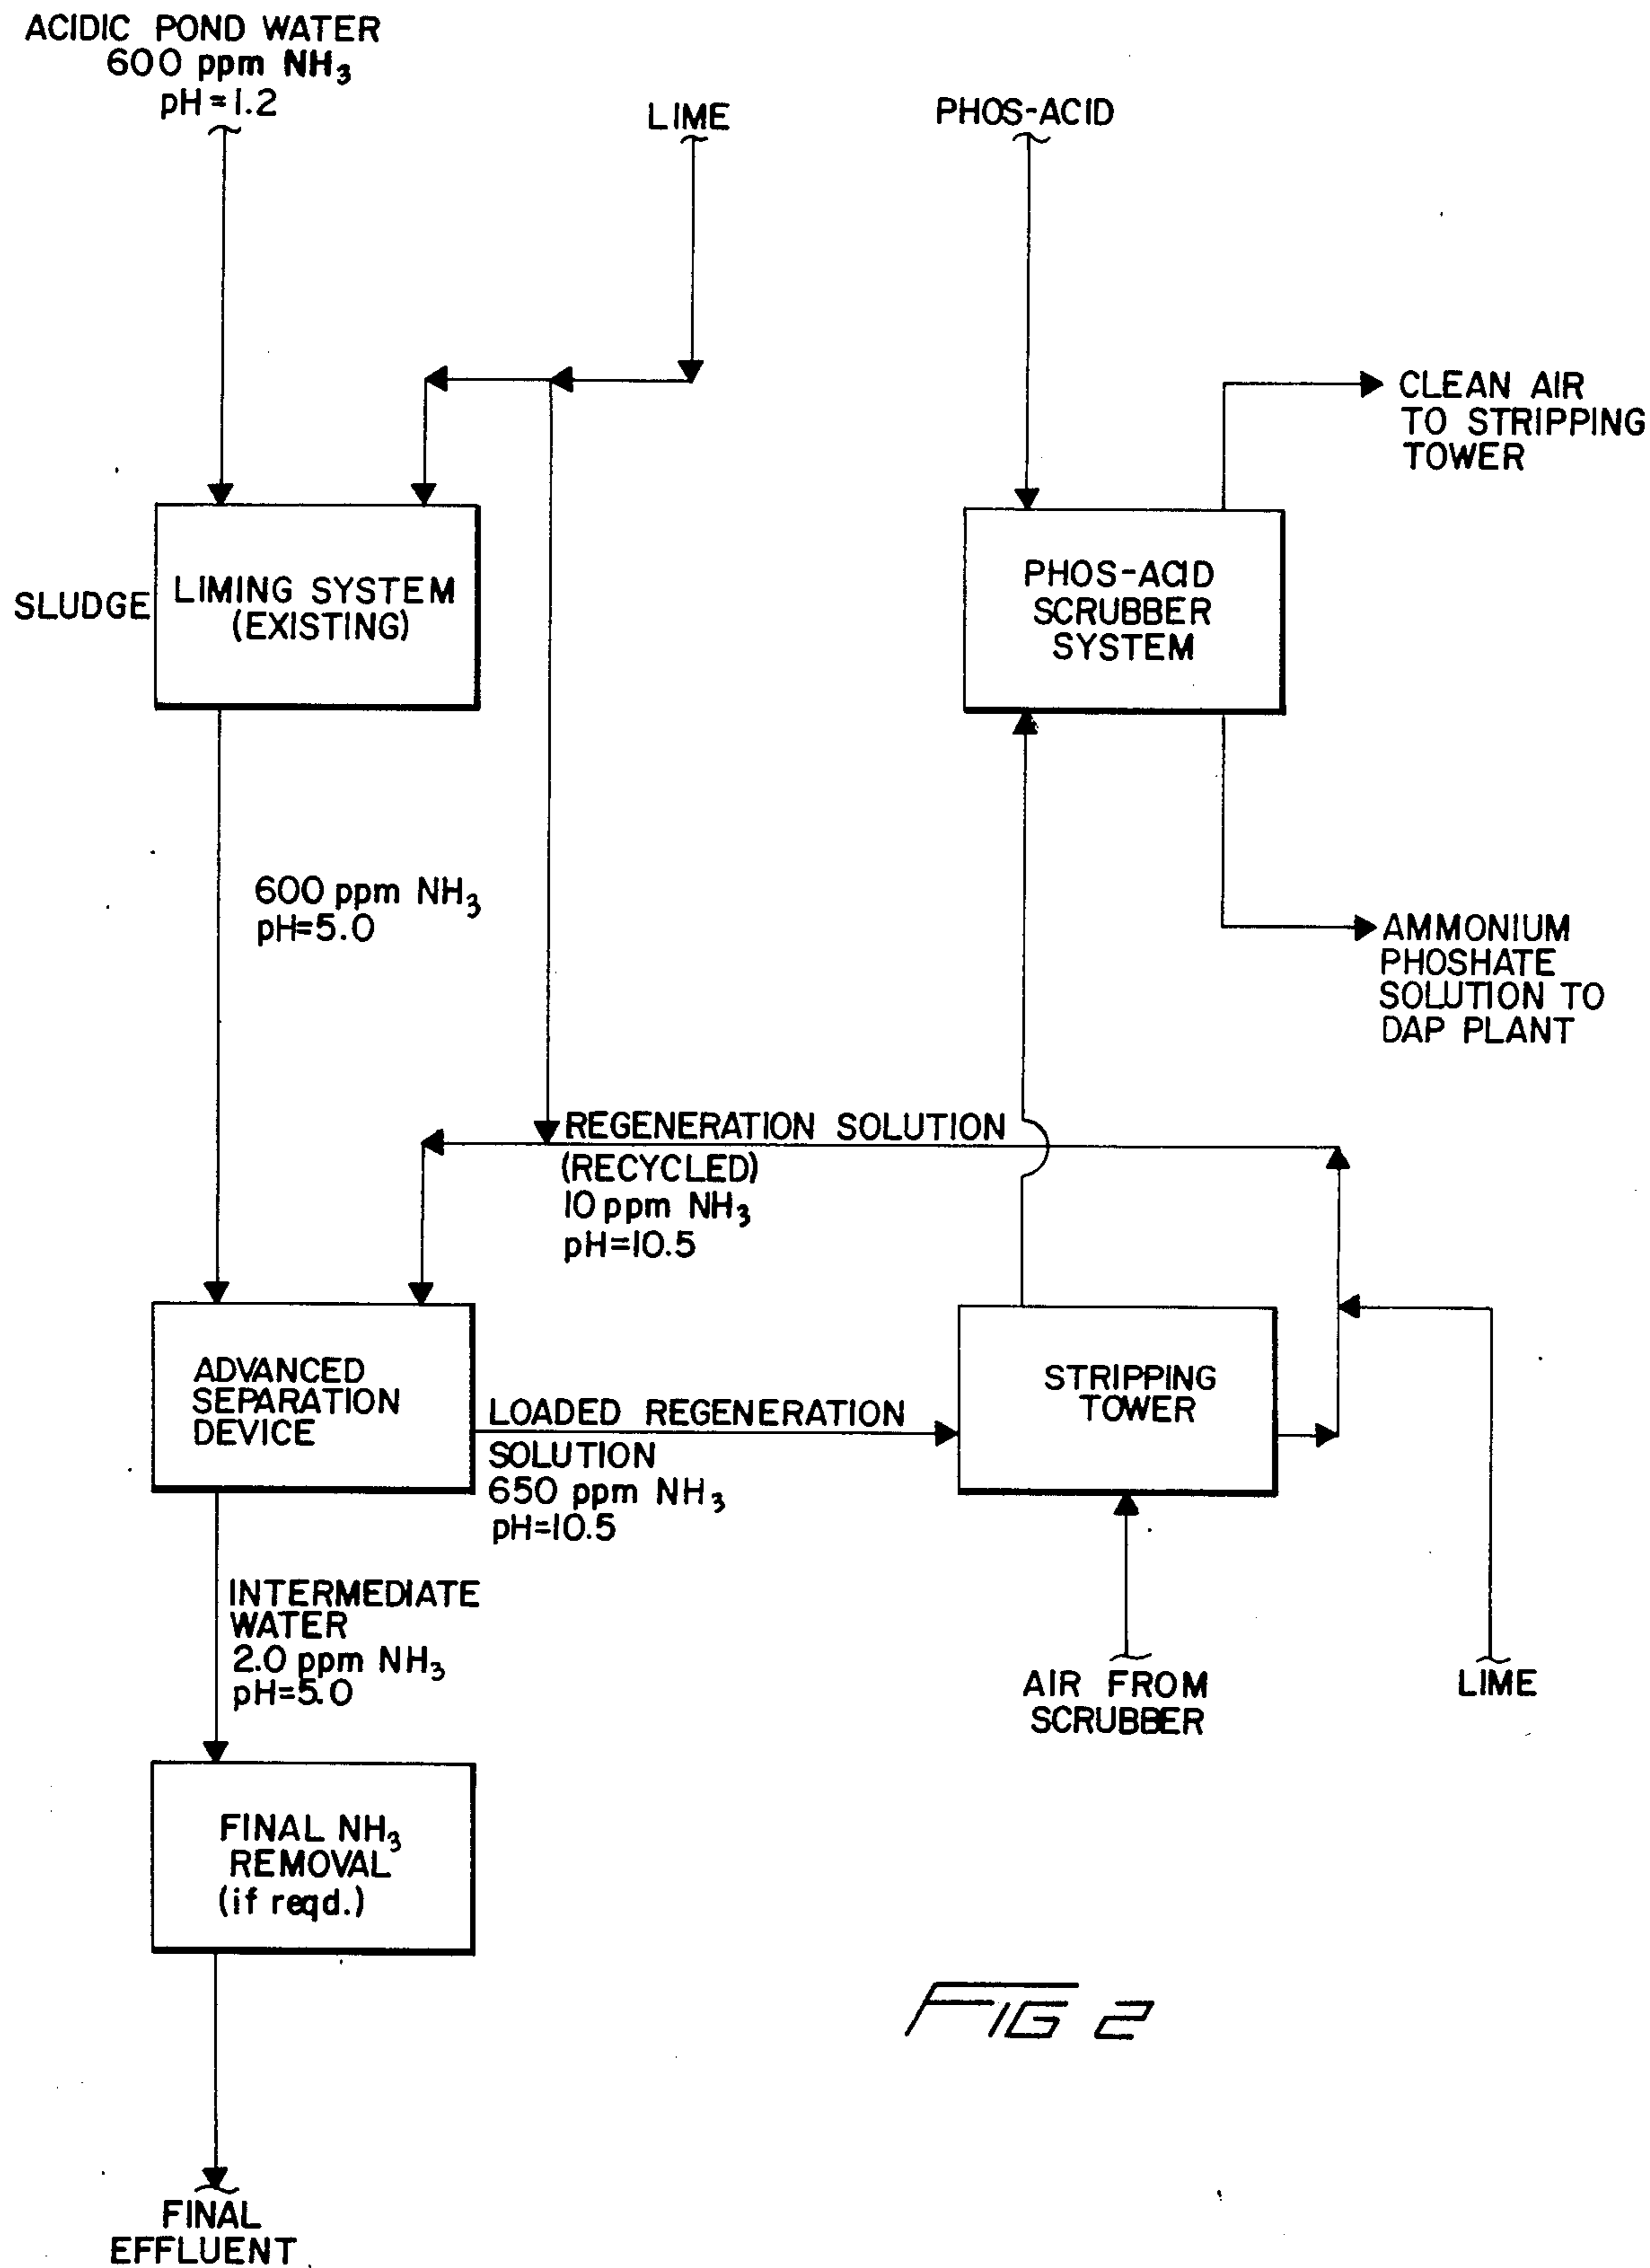 ACIDIC POND WATER
600 ppm NH₃
pH=1.2
LIME
PHOS-ACID
CLEAN AIR
TO STRIPPING
TOWER
SLUDGE
LIMING SYSTEM
(EXISTING)
PHOS-ACID
SCRUBBER
SYSTEM
600 ppm NH₃
pH=5.0
AMMONIUM
PHOSHATE
SOLUTION TO
DAP PLANT
REGENERATION SOLUTION
(RECYCLED)
10 ppm NH₃
pH=10.5
ADVANCED
SEPARATION
DEVICE
LOADED REGENERATION
SOLUTION
650 ppm NH₃
pH=10.5
STRIPPING
TOWER
INTERMEDIATE
WATER
2.0 ppm NH₃
pH=5.0
AIR FROM
SCRUBBER
LIME
FINAL NH₃
REMOVAL
(if reqd.)
FIG 2
FINAL
EFFLUENT